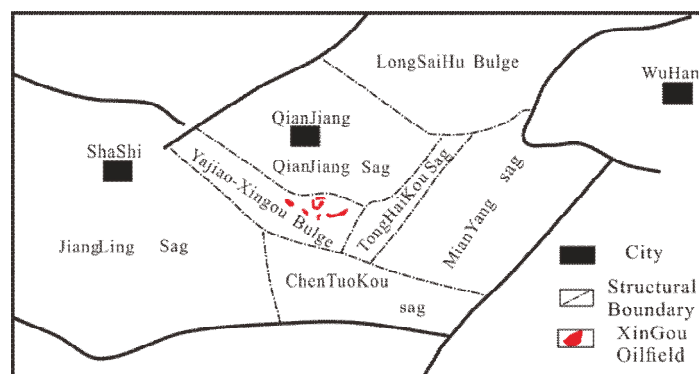 LongSaiHu Bulge
WuHan
QianJiang
ShaShi
QianJiang Sag
Yajiao-Xingou Bulge
TongHaiKou Sag
MianYang sag
JiangLing Sag
City
ChenTuoKou
sag
Structural
Boundary
XinGou
Oilfield